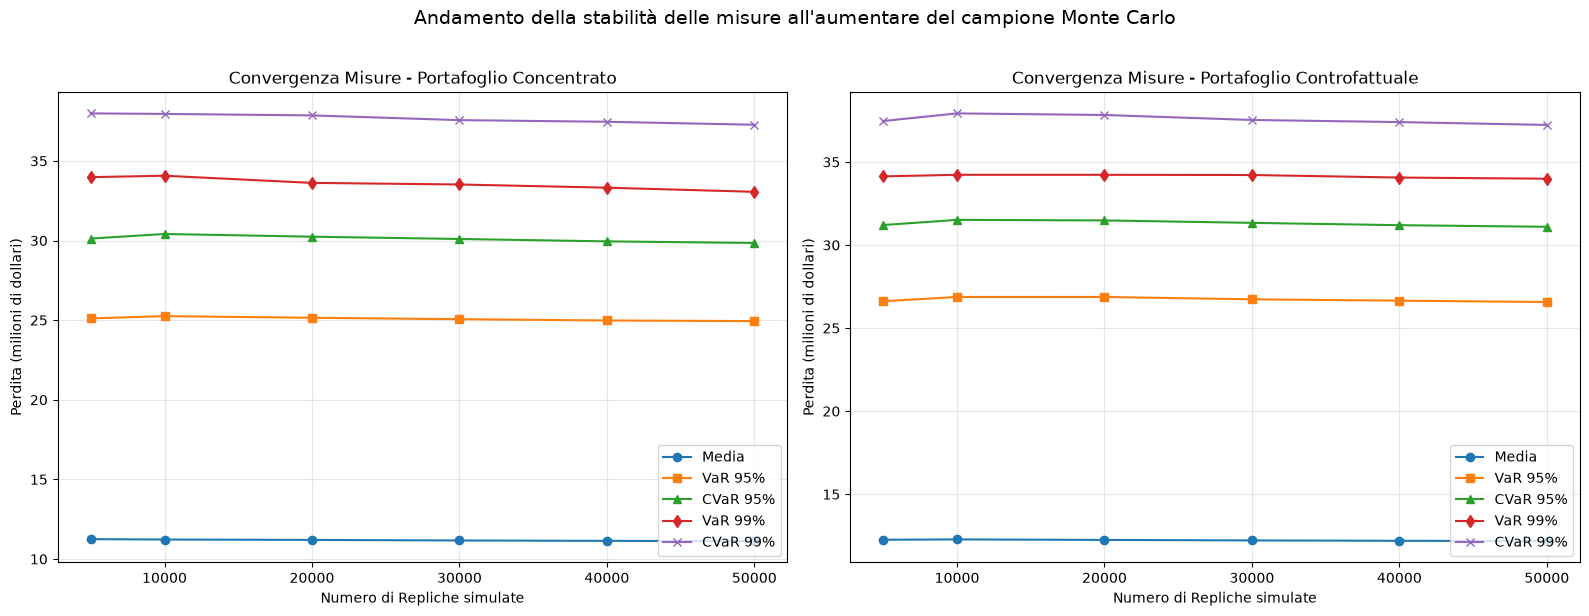 Andamento della stabilità delle misure all'aumentare del campione Monte Carlo
Convergenza Misure - Portafoglio Concentrato
Perdita (milioni di dollari)
35
30
25
20
15
10
10000 20000 30000 40000 50000
Numero di Repliche simulate
Media
VaR 95%
CVaR 95%
VaR 99%
CVaR 99%
Convergenza Misure - Portafoglio Controfattuale
Perdita (milioni di dollari)
35
30
25
20
15
10000 20000 30000 40000 50000
Numero di Repliche simulate
Media
VaR 95%
CVaR 95%
VaR 99%
CVaR 99%